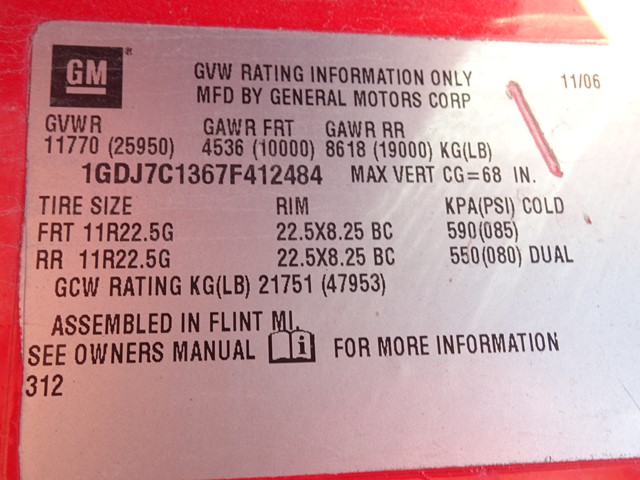 GM®
GVW RATING INFORMATION ONLY 11/06
MFD BY GENERAL MOTORS CORP
GVWR GAWR FRT GAWR RR
11770 (25950) 4536 (10000) 8618 (19000) KG(LB)
1GDJ7C1367F412484 MAX VERT CG=68 IN.
TIRE SIZE RIM KPA(PSI) COLD
FRT 11R22.5G 22.5X8.25 BC 590(085)
RR 11R22.5G 22.5X8.25 BC 550(080) DUAL
GCW RATING KG(LB) 21751 (47953)
ASSEMBLED IN FLINT MI.
SEE OWNERS MANUAL i FOR MORE INFORMATION
312